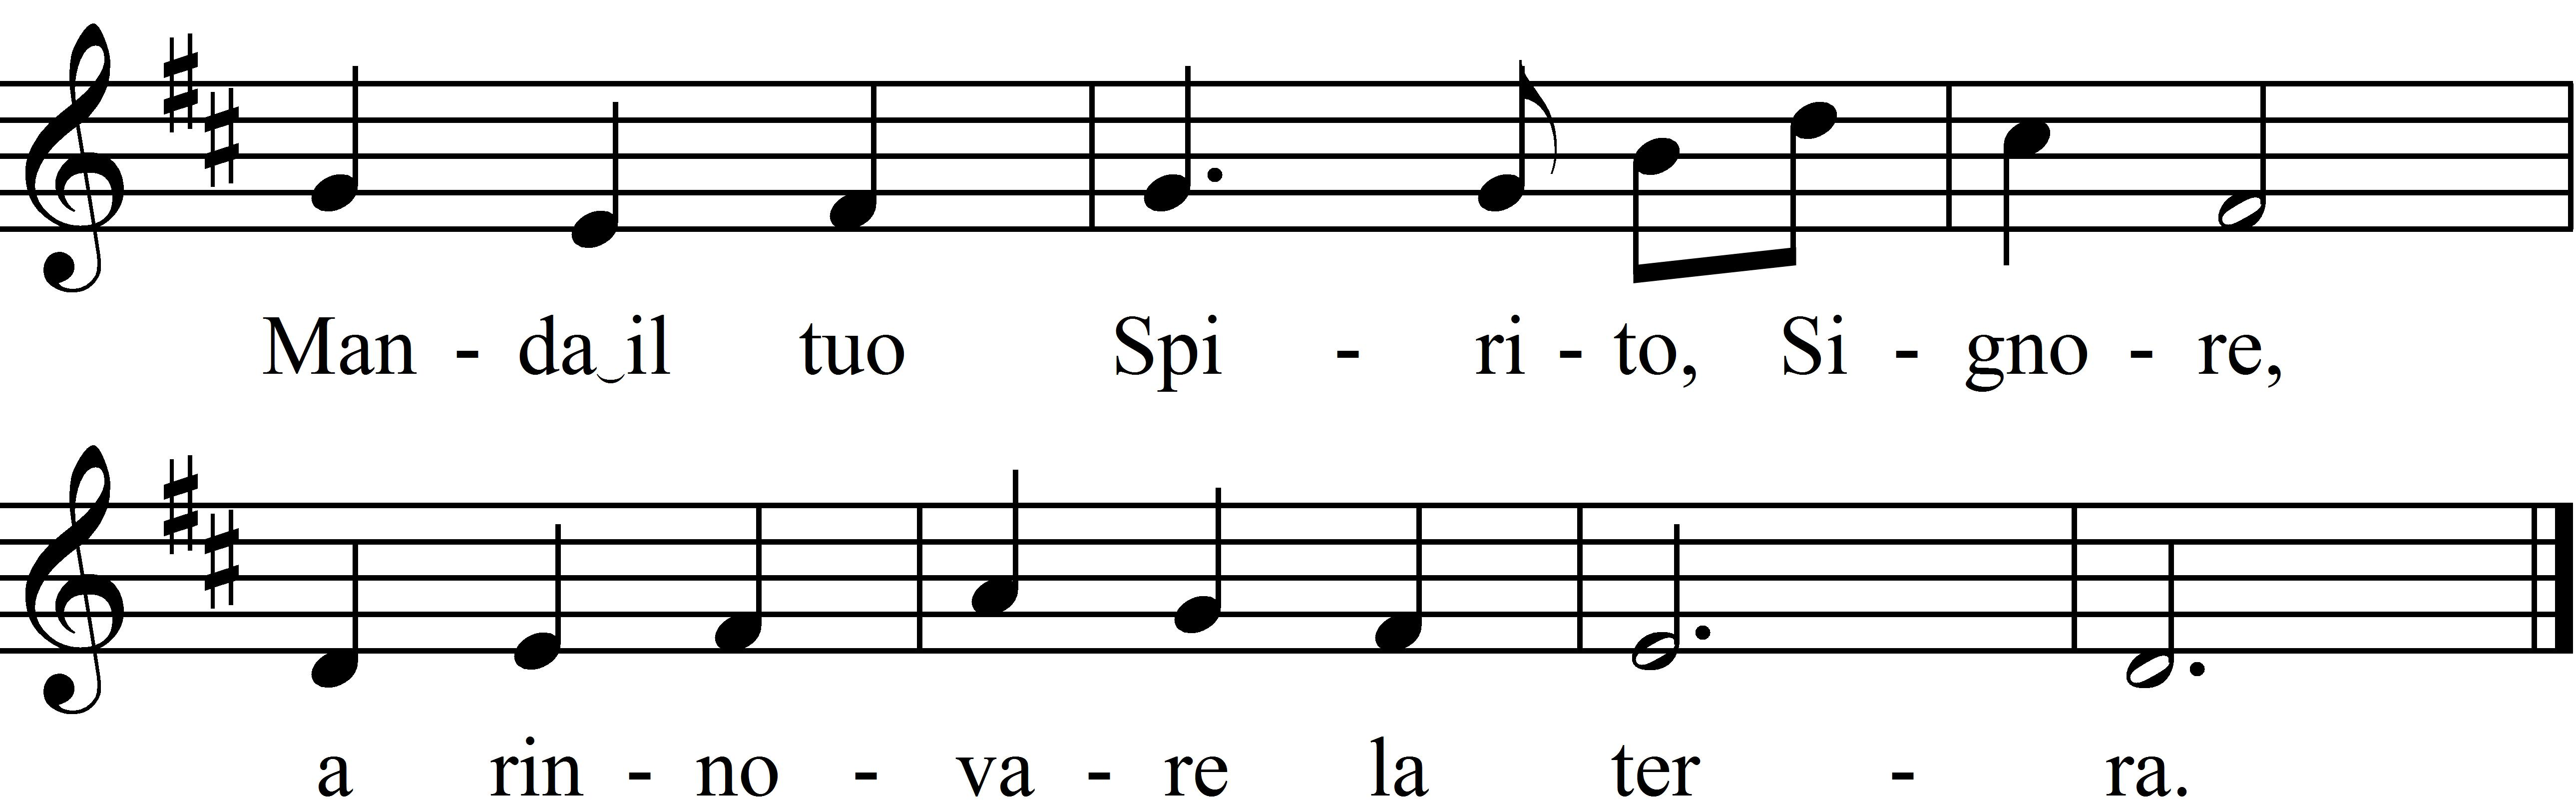 Man - da‿il tuo Spi - ri - to, Si - gno - re,
a rin - no - va - re la ter - ra.